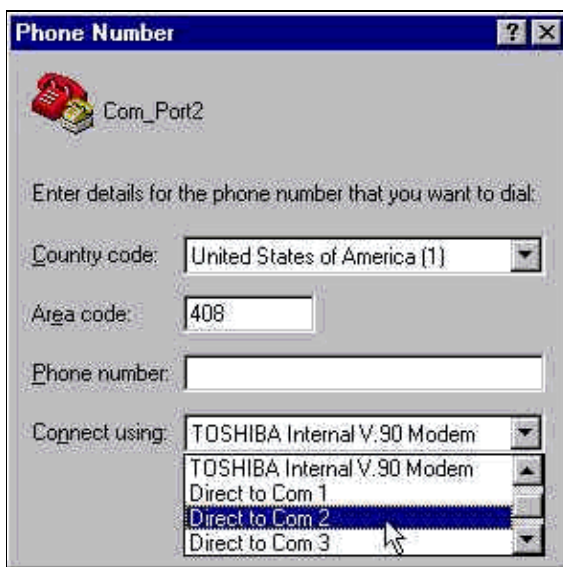 Phone Number
Com_Port2
Enter details for the phone number that you want to dial:
Country code: United States of America (1)
Area code: 408
Phone number:
Connect using: TOSHIBA Internal V.90 Modem
TOSHIBA Internal V.90 Modem
Direct to Com 1
Direct to Com 2
Direct to Com 3